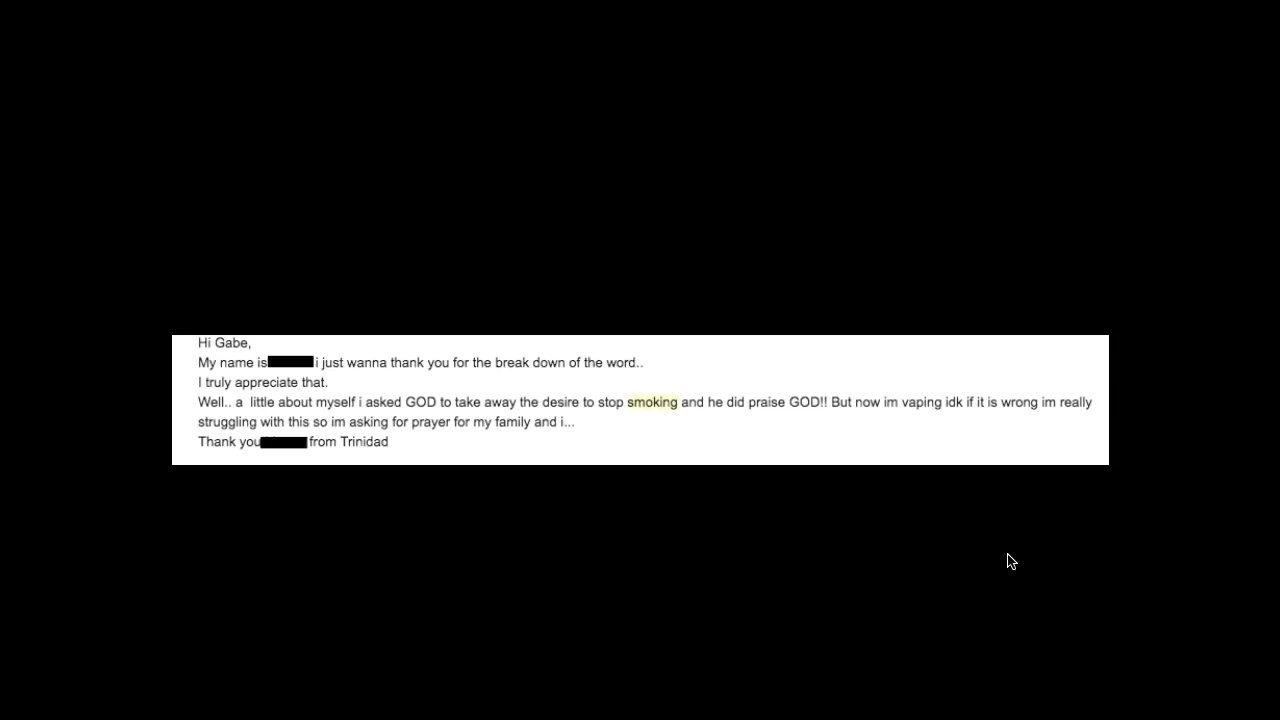 Hi Gabe,
My name is i just wanna thank you for the break down of the word..
I truly appreciate that.
Well.. a little about myself i asked GOD to take away the desire to stop smoking and he did praise GOD!! But now im vaping idk if it is wrong im really
struggling with this so im asking for prayer for my family and i...
Thank you from Trinidad